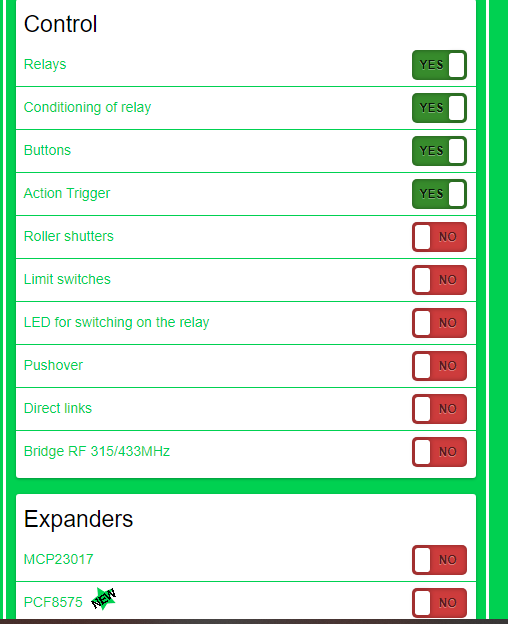 Control
Relays YES
Conditioning of relay YES
Buttons YES
Action Trigger YES
Roller shutters NO
Limit switches NO
LED for switching on the relay NO
Pushover NO
Direct links NO
Bridge RF 315/433MHz NO
Expanders
MCP23017 NO
PCF8575 NEW NO